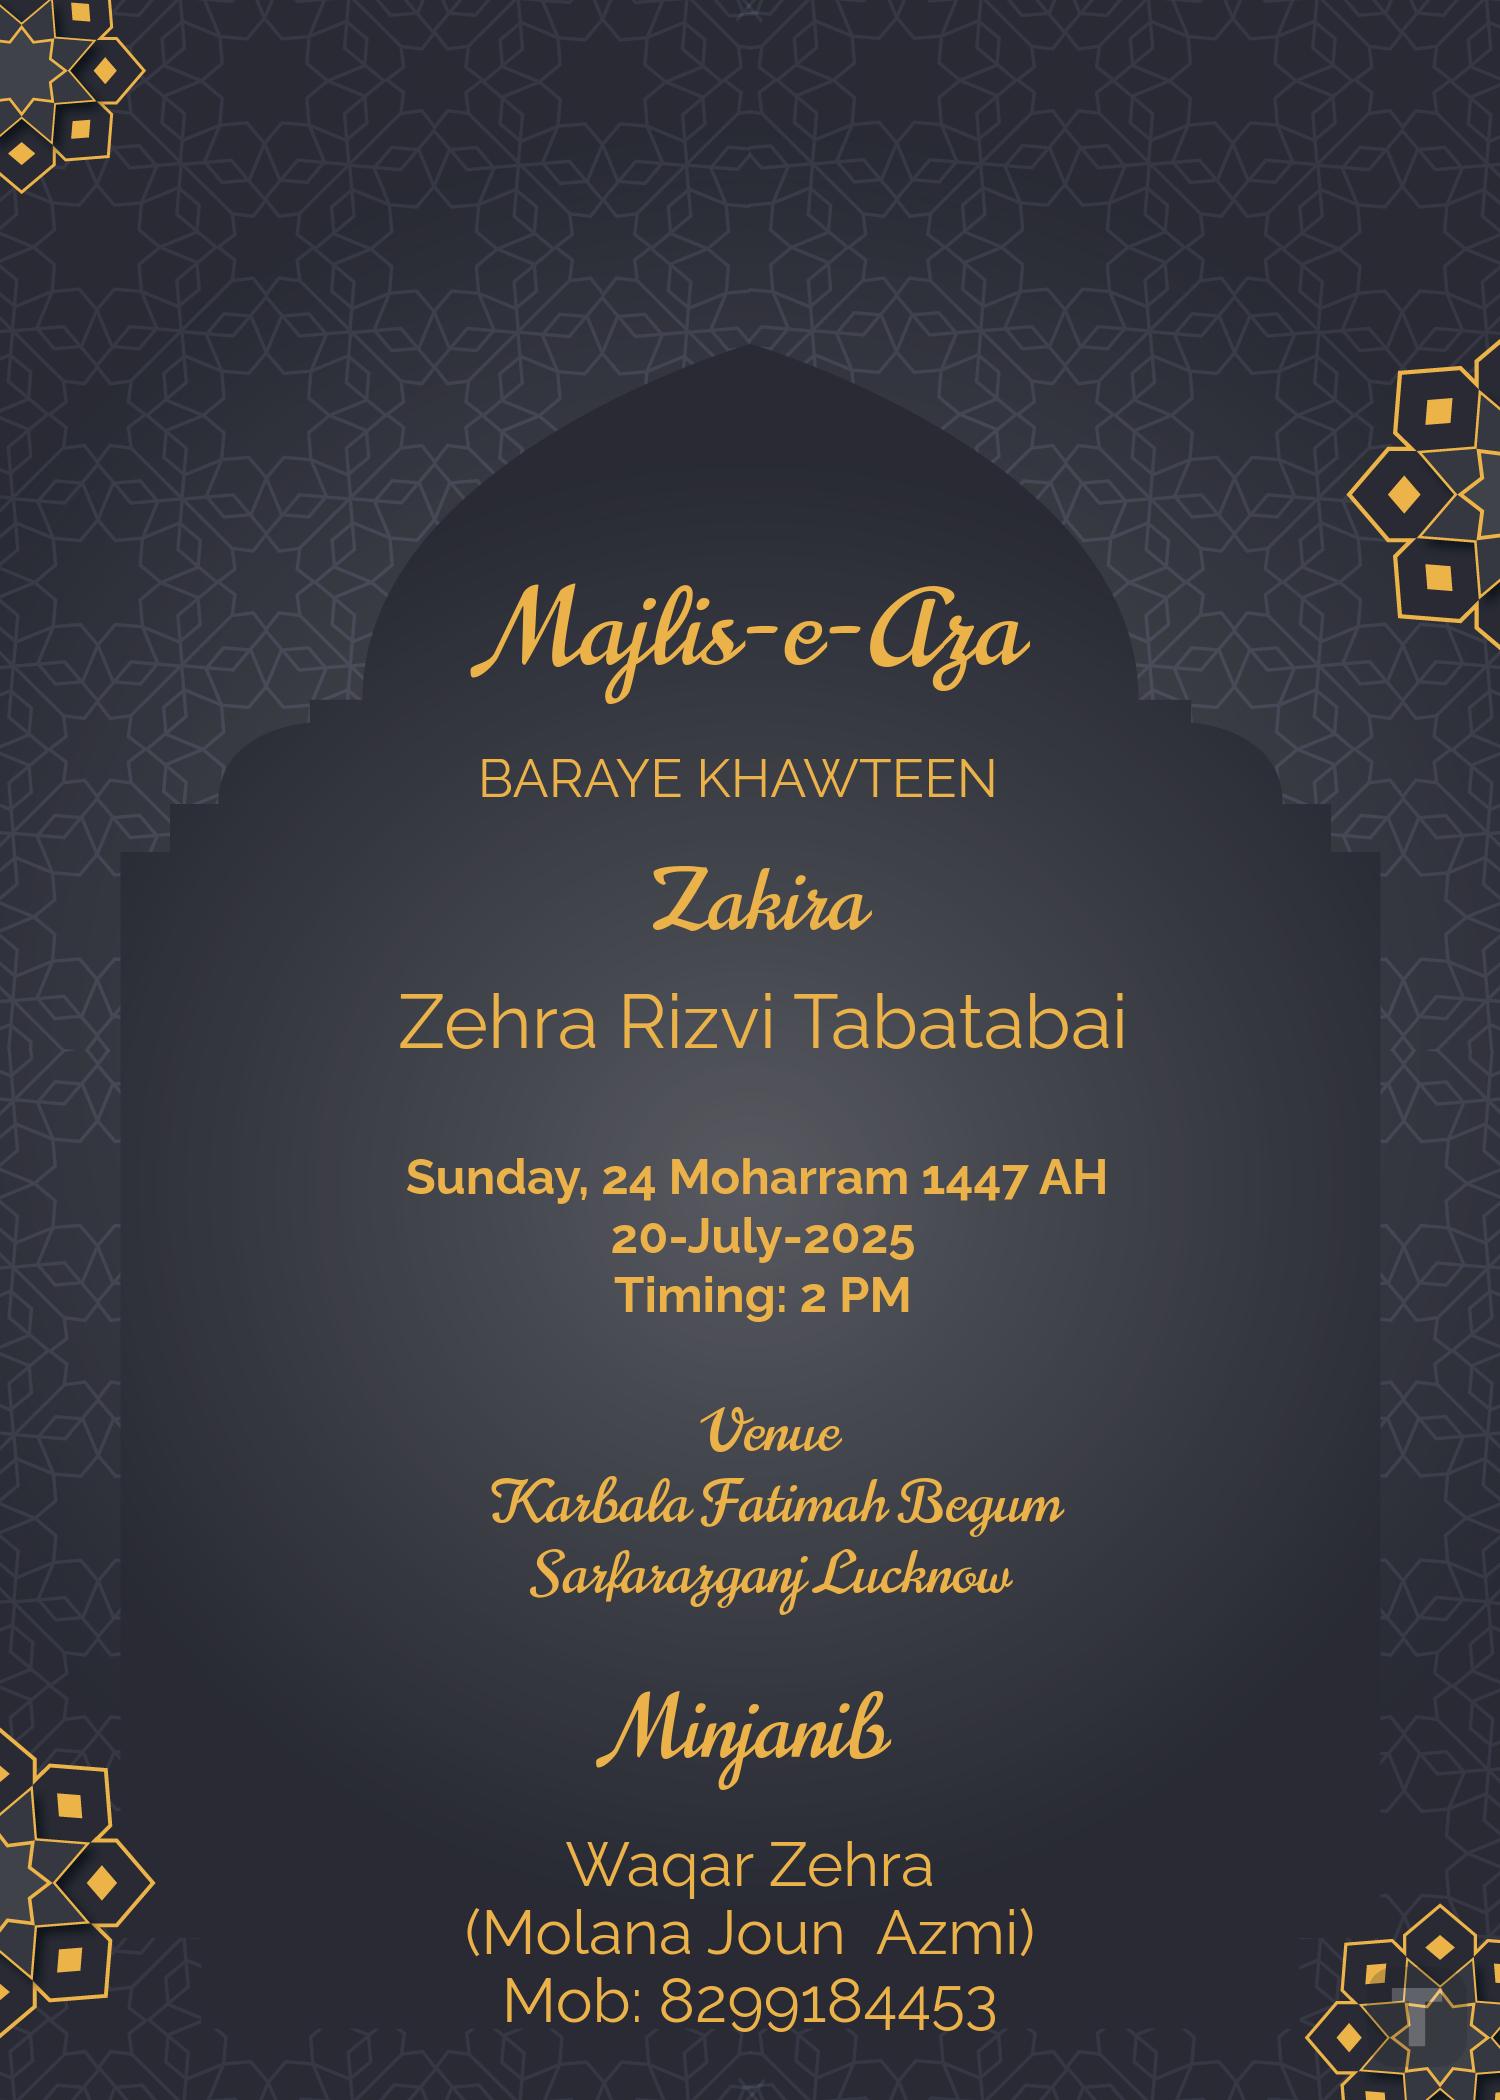 Majlis-e-Aza
BARAYE KHAWTEEN
Zakira
Zehra Rizvi Tabatabai
Sunday, 24 Moharram 1447 AH
20-July-2025
Timing: 2 PM
Venue
Karbala Fatimah Begum
Sarfarazganj Lucknow
Minjanib
Waqar Zehra
(Molana Joun  Azmi)
Mob: 8299184453